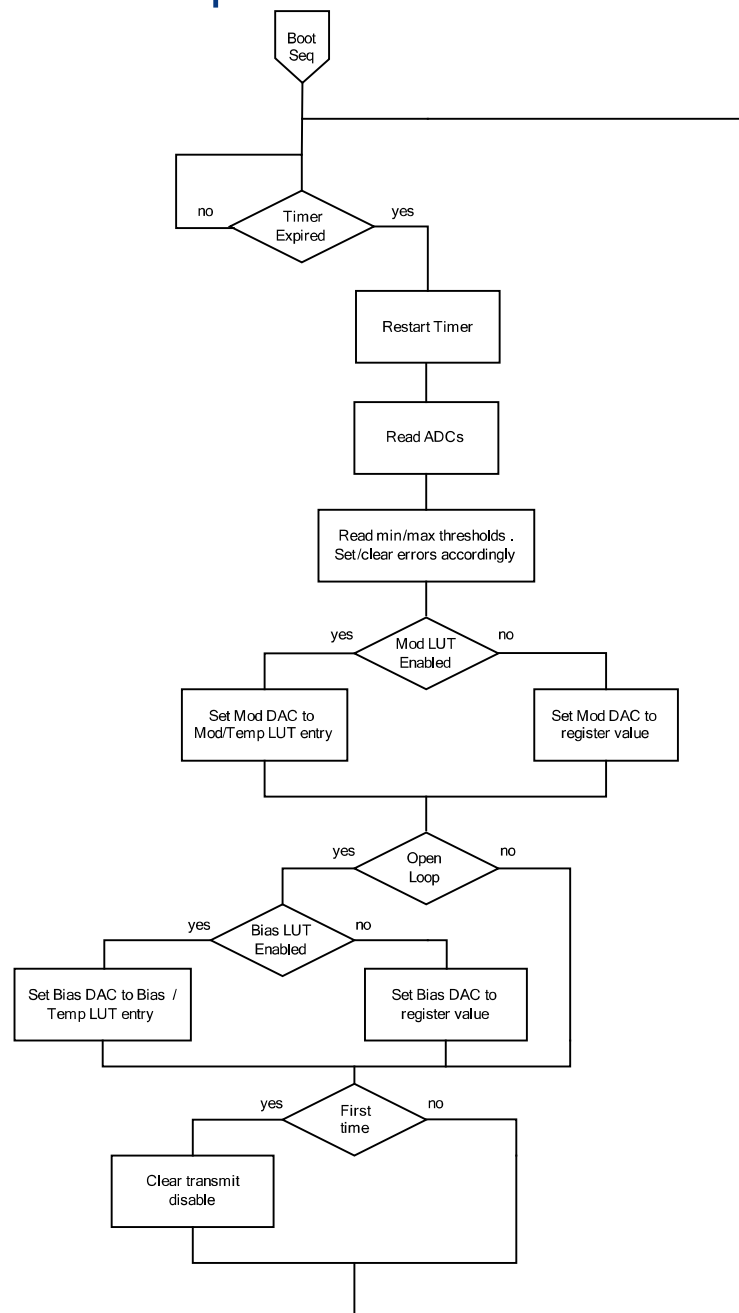 Boot
Seq
no
Timer
Expired
yes
Restart Timer
Read ADCs
Read min/max thresholds .
Set/clear errors accordingly
yes
Mod LUT
Enabled
no
Set Mod DAC to
Mod/Temp LUT entry
Set Mod DAC to
register value
yes
Open
Loop
no
yes
Bias LUT
Enabled
no
Set Bias DAC to Bias /
Temp LUT entry
Set Bias DAC to
register value
yes
First
time
no
Clear transmit
disable